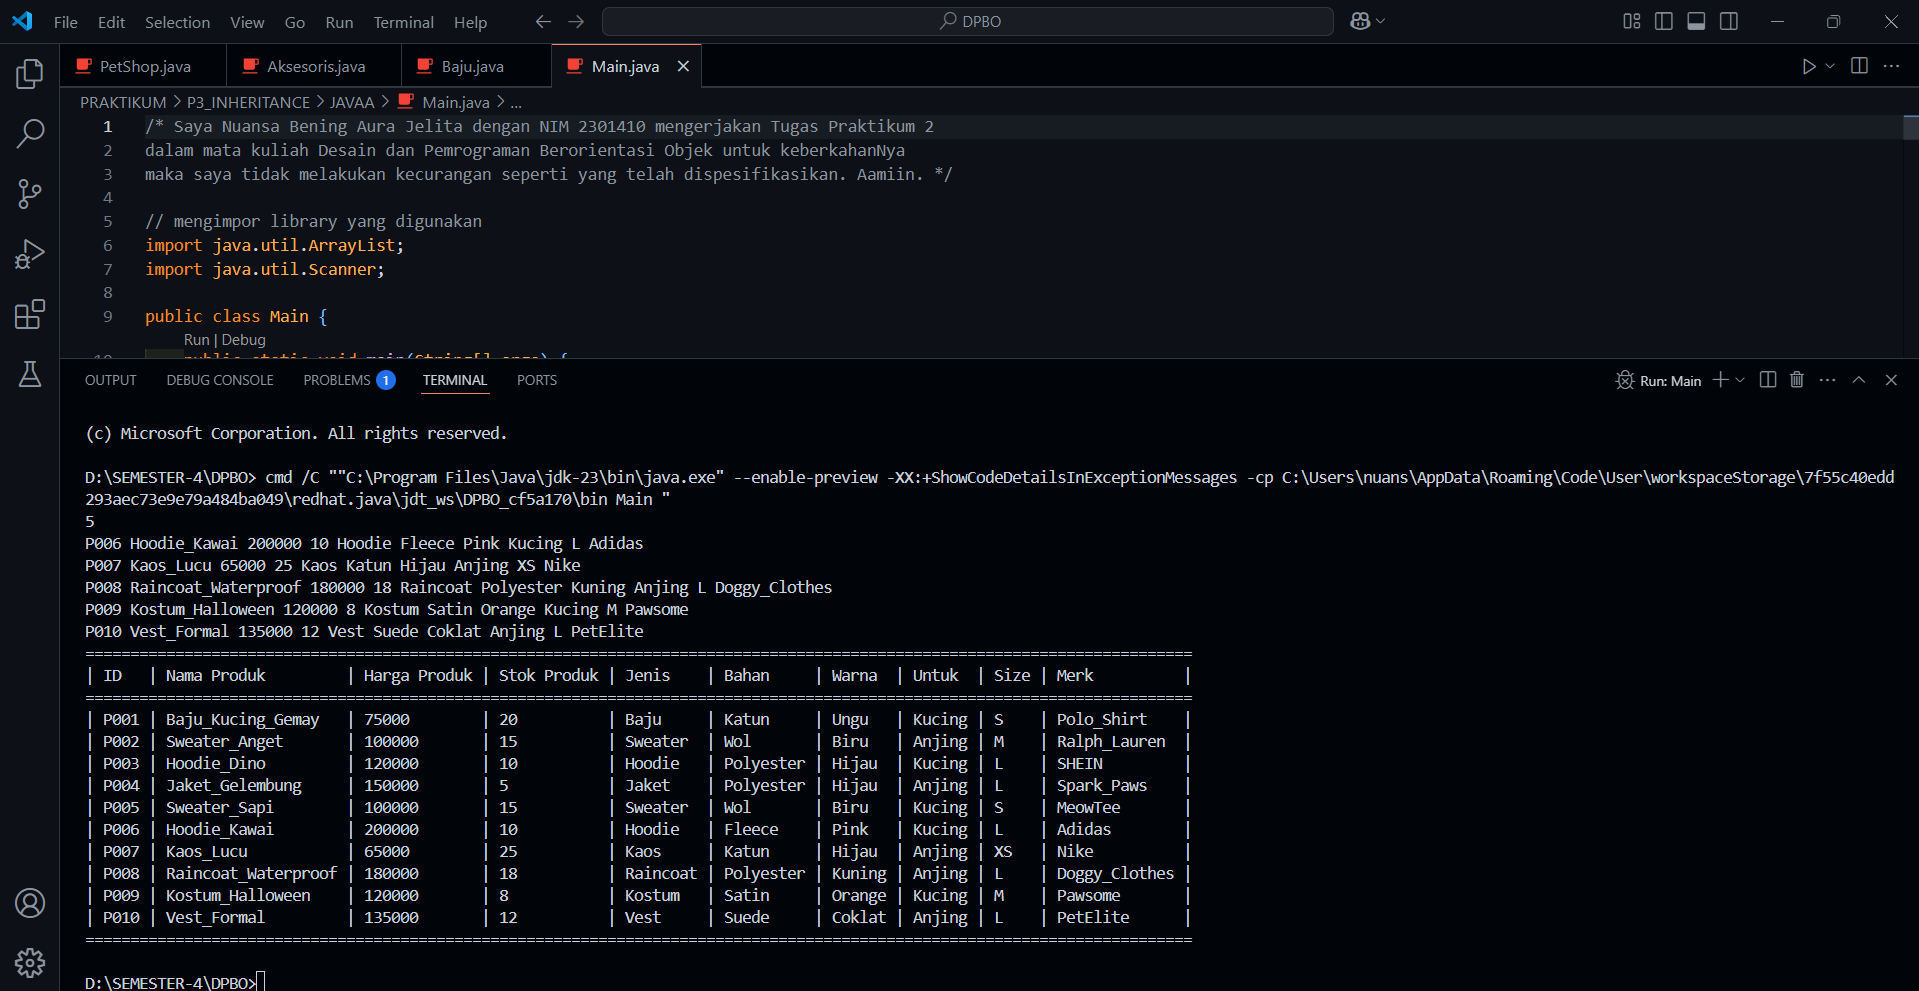 File Edit Selection View Go Run Terminal Help DPBO
PetShop.java Aksesoris.java Baju.java Main.java
PRAKTIKUM > P3_INHERITANCE > JAVAA > Main.java > ...
1 /* Saya Nuansa Bening Aura Jelita dengan NIM 2301410 mengerjakan Tugas Praktikum 2
2 dalam mata kuliah Desain dan Pemrograman Berorientasi Objek untuk keberkahanNya
3 maka saya tidak melakukan kecurangan seperti yang telah dispesifikasikan. Aamiin. */
4
5 // mengimpor library yang digunakan
6 import java.util.ArrayList;
7 import java.util.Scanner;
8
9 public class Main {
Run | Debug
10 public static void main(String[] args) {
OUTPUT DEBUG CONSOLE PROBLEMS 1 TERMINAL PORTS Run: Main
(c) Microsoft Corporation. All rights reserved.
D:\SEMESTER-4\DPBO> cmd /C ""C:\Program Files\Java\jdk-23\bin\java.exe" --enable-preview -XX:+ShowCodeDetailsInExceptionMessages -cp C:\Users\nuans\AppData\Roaming\Code\User\workspaceStorage\7f55c40edd
293aec73e9e79a484ba049\redhat.java\jdt_ws\DPBO_cf5a170\bin Main "
5
P006 Hoodie_Kawai 200000 10 Hoodie Fleece Pink Kucing L Adidas
P007 Kaos_Lucu 65000 25 Kaos Katun Hijau Anjing XS Nike
P008 Raincoat_Waterproof 180000 18 Raincoat Polyester Kuning Anjing L Doggy_Clothes
P009 Kostum_Halloween 120000 8 Kostum Satin Orange Kucing M Pawsome
P010 Vest_Formal 135000 12 Vest Suede Coklat Anjing L PetElite
===========================================================================================================================
| ID   | Nama Produk         | Harga Produk | Stok Produk | Jenis    | Bahan     | Warna  | Untuk  | Size | Merk          |
===========================================================================================================================
| P001 | Baju_Kucing_Gemay   | 75000        | 20          | Baju     | Katun     | Ungu   | Kucing | S    | Polo_Shirt    |
| P002 | Sweater_Anget       | 100000       | 15          | Sweater  | Wol       | Biru   | Anjing | M    | Ralph_Lauren  |
| P003 | Hoodie_Dino         | 120000       | 10          | Hoodie   | Polyester | Hijau  | Kucing | L    | SHEIN         |
| P004 | Jaket_Gelembung     | 150000       | 5           | Jaket    | Polyester | Hijau  | Anjing | L    | Spark_Paws    |
| P005 | Sweater_Sapi        | 100000       | 15          | Sweater  | Wol       | Biru   | Kucing | S    | MeowTee       |
| P006 | Hoodie_Kawai        | 200000       | 10          | Hoodie   | Fleece    | Pink   | Kucing | L    | Adidas        |
| P007 | Kaos_Lucu           | 65000        | 25          | Kaos     | Katun     | Hijau  | Anjing | XS   | Nike          |
| P008 | Raincoat_Waterproof | 180000       | 18          | Raincoat | Polyester | Kuning | Anjing | L    | Doggy_Clothes |
| P009 | Kostum_Halloween    | 120000       | 8           | Kostum   | Satin     | Orange | Kucing | M    | Pawsome       |
| P010 | Vest_Formal         | 135000       | 12          | Vest     | Suede     | Coklat | Anjing | L    | PetElite      |
===========================================================================================================================
D:\SEMESTER-4\DPBO>